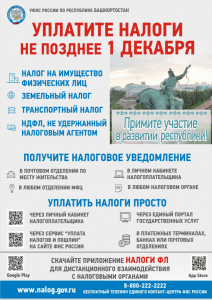 УФНС РОССИИ ПО РЕСПУБЛИКЕ БАШКОРТОСТАН
УПЛАТИТЕ НАЛОГИ
НЕ ПОЗДНЕЕ 1 ДЕКАБРЯ
НАЛОГ НА ИМУЩЕСТВО
ФИЗИЧЕСКИХ ЛИЦ
ЗЕМЕЛЬНЫЙ НАЛОГ
ТРАНСПОРТНЫЙ НАЛОГ
НДФЛ, НЕ УДЕРЖАННЫЙ
НАЛОГОВЫМ АГЕНТОМ
Примите участие
в развитии республики!
ПОЛУЧИТЕ НАЛОГОВОЕ УВЕДОМЛЕНИЕ
В ПОЧТОВОМ ОТДЕЛЕНИИ ПО
МЕСТУ ЖИТЕЛЬСТВА
В ЛЮБОМ ОТДЕЛЕНИИ МФЦ
В ЛИЧНОМ КАБИНЕТЕ
НАЛОГОПЛАТЕЛЬЩИКА
В ЛЮБОМ НАЛОГОВОМ ОРГАНЕ
УПЛАТИТЬ НАЛОГИ ПРОСТО
ЧЕРЕЗ ЛИЧНЫЙ КАБИНЕТ
НАЛОГОПЛАТЕЛЬЩИКА
ЧЕРЕЗ СЕРВИС "УПЛАТА
НАЛОГОВ И ПОШЛИН"
НА САЙТЕ ФНС РОССИИ
ЧЕРЕЗ ЕДИНЫЙ ПОРТАЛ
ГОСУДАРСТВЕННЫХ УСЛУГ
В ПЛАТЕЖНЫХ ТЕРМИНАЛАХ,
БАНКАХ ИЛИ ПОЧТОВЫХ
ОТДЕЛЕНИЯХ
СКАЧАЙТЕ ПРИЛОЖЕНИЕ НАЛОГИ ФЛ
ДЛЯ ДИСТАНЦИОННОГО ВЗАИМОДЕЙСТВИЯ
С НАЛОГОВЫМИ ОРГАНАМИ
Google Play
App Store
www.nalog.gov.ru
8-800-222-2222
БЕСПЛАТНЫЙ ТЕЛЕФОН ЕДИНОГО КОНТАКТ-ЦЕНТРА ФНС РОССИИ